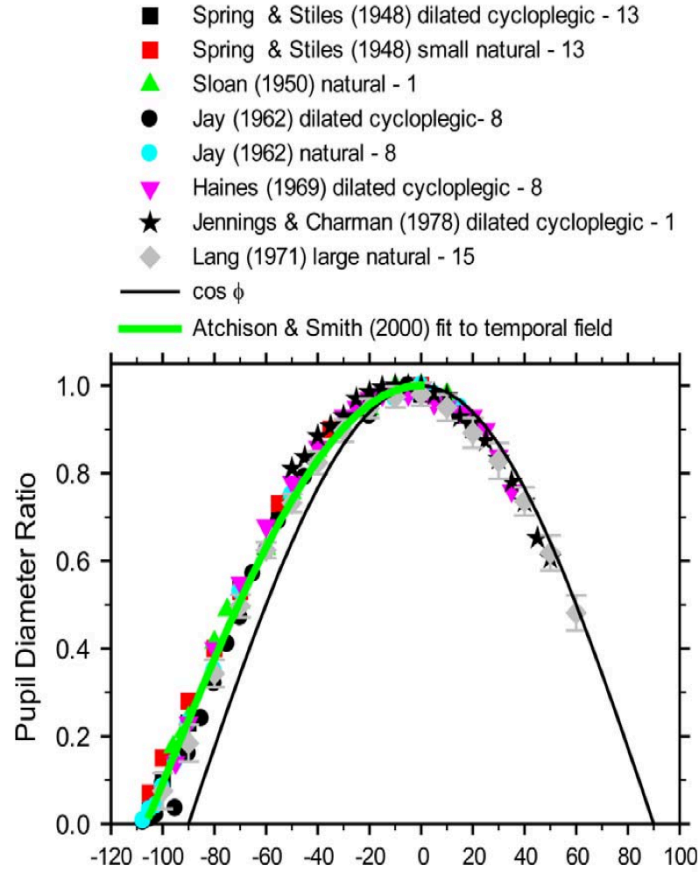 Spring & Stiles (1948) dilated cycloplegic - 13
Spring & Stiles (1948) small natural - 13
Sloan (1950) natural - 1
Jay (1962) dilated cycloplegic- 8
Jay (1962) natural - 8
Haines (1969) dilated cycloplegic - 8
Jennings & Charman (1978) dilated cycloplegic - 1
Lang (1971) large natural - 15
cos ϕ
Atchison & Smith (2000) fit to temporal field
1.0
0.8
0.6
0.4
0.2
0.0
Pupil Diameter Ratio
-120 -100 -80 -60 -40 -20 0 20 40 60 80 100